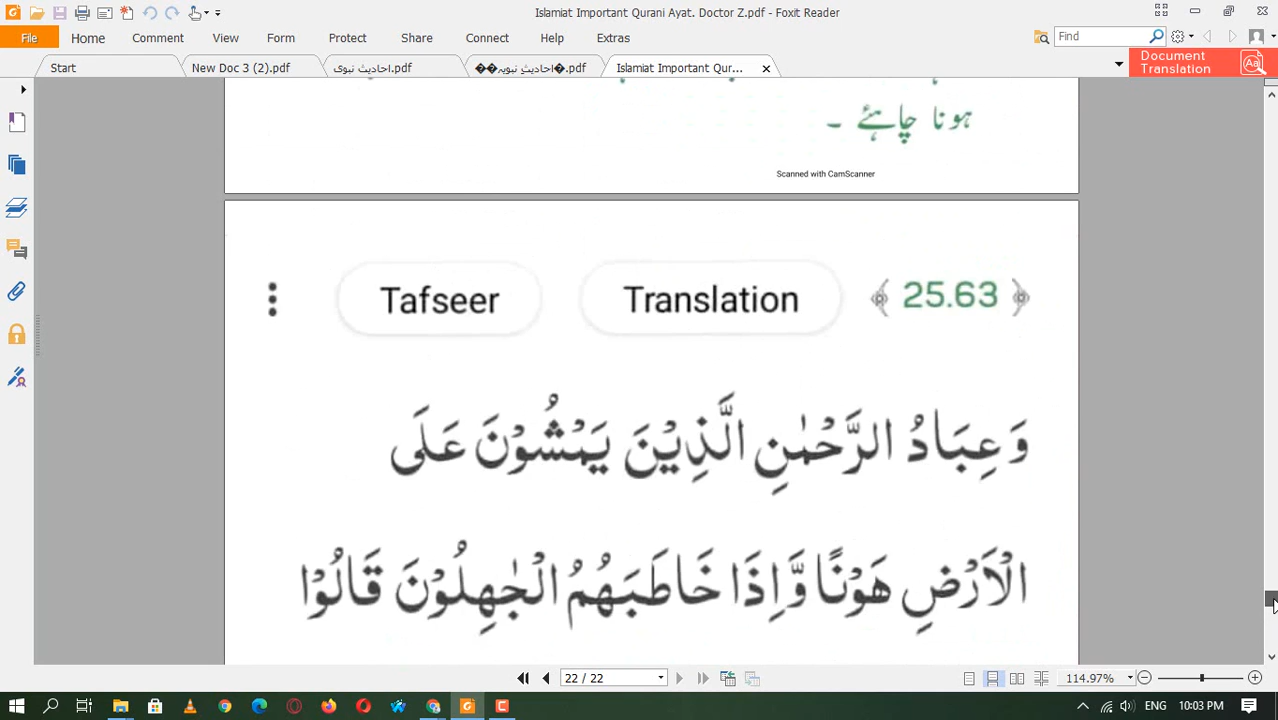 Islamiat Important Qurani Ayat. Doctor Z.pdf - Foxit Reader
File Home Comment View Form Protect Share Connect Help Extras Find
Start New Doc 3 (2).pdf احادیث نبوی.pdf ��احادیثِ نبویہ�.pdf Islamiat Important Qur...
Document
Translation
ہونا چاہئے ۔
Scanned with CamScanner
Tafseer Translation 25.63
وَ عِبَادُ الرَّحْمٰنِ الَّذِیْنَ یَمْشُوْنَ عَلَى
الْاَرْضِ هَوْنًا وَّ اِذَا خَاطَبَهُمُ الْجٰهِلُوْنَ قَالُوْا
22 / 22 114.97%
ENG 10:03 PM